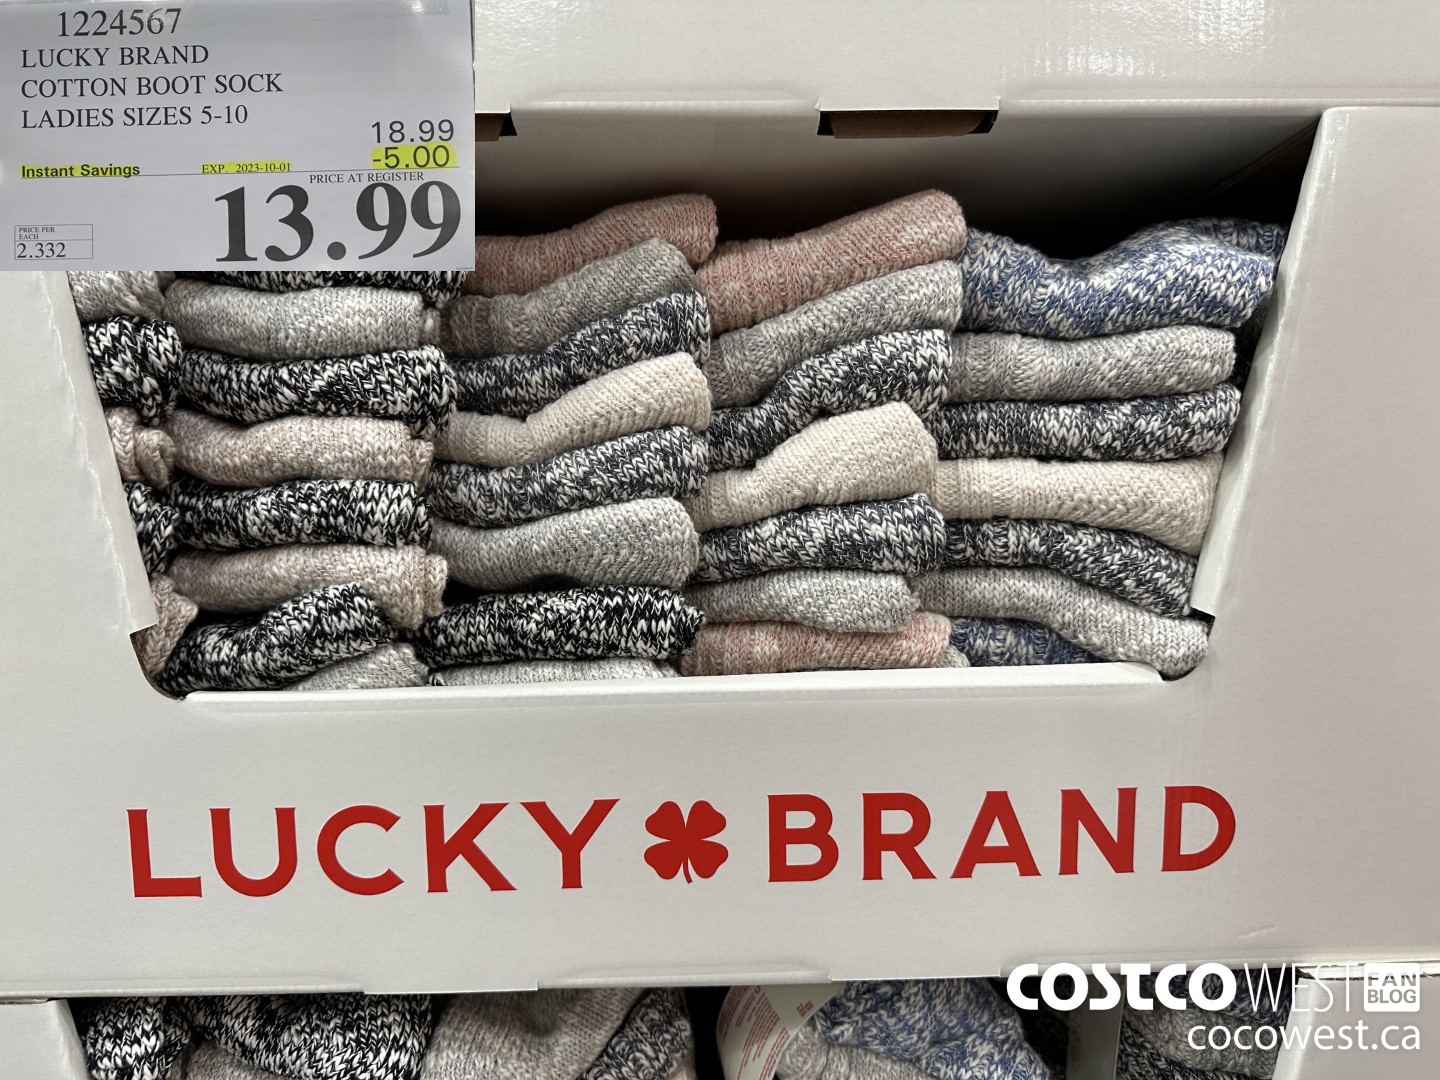 1224567
LUCKY BRAND
COTTON BOOT SOCK
LADIES SIZES 5-10
18.99
Instant Savings EXP. 2023-10-01 -5.00
PRICE AT REGISTER
13.99
PRICE PER
EACH
2.332
LUCKY BRAND
COSTCO WEST FAN BLOG
cocowest.ca